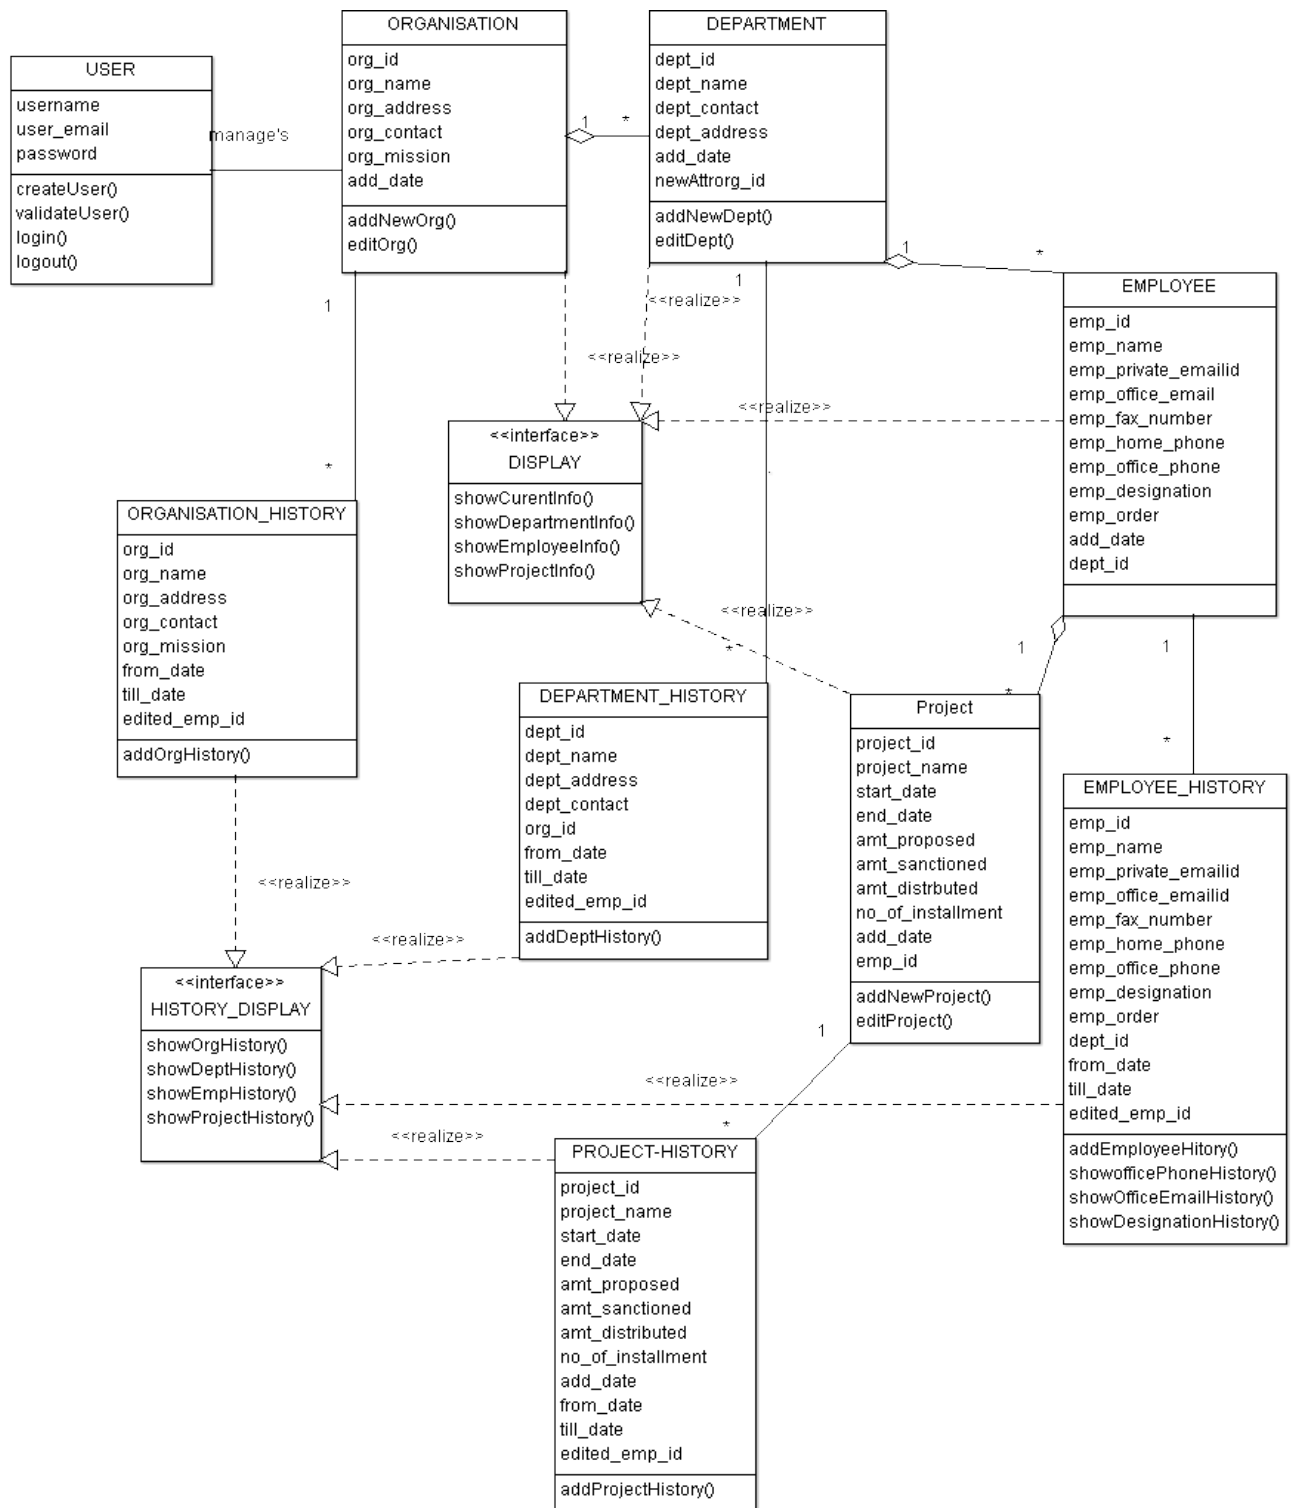 USER
username
user_email
password
createUser()
validateUser()
login()
logout()
manage's
ORGANISATION
org_id
org_name
org_address
org_contact
org_mission
add_date
addNewOrg()
editOrg()
1
*
DEPARTMENT
dept_id
dept_name
dept_contact
dept_address
add_date
newAttrorg_id
addNewDept()
editDept()
1
*
EMPLOYEE
emp_id
emp_name
emp_private_emailid
emp_office_email
emp_fax_number
emp_home_phone
emp_office_phone
emp_designation
emp_order
add_date
dept_id
1
<<realize>>
<<realize>>
<<realize>>
1
*
<<interface>>
DISPLAY
showCurentInfo()
showDepartmentInfo()
showEmployeeInfo()
showProjectInfo()
<<realize>>
*
ORGANISATION_HISTORY
org_id
org_name
org_address
org_contact
org_mission
from_date
till_date
edited_emp_id
addOrgHistory()
<<realize>>
DEPARTMENT_HISTORY
dept_id
dept_name
dept_address
dept_contact
org_id
from_date
till_date
edited_emp_id
addDeptHistory()
<<realize>>
1
*
Project
project_id
project_name
start_date
end_date
amt_proposed
amt_sanctioned
amt_distrbuted
no_of_installment
add_date
emp_id
addNewProject()
editProject()
1
*
EMPLOYEE_HISTORY
emp_id
emp_name
emp_private_emailid
emp_office_emailid
emp_fax_number
emp_home_phone
emp_office_phone
emp_designation
emp_order
dept_id
from_date
till_date
edited_emp_id
addEmployeeHitory()
showofficePhoneHistory()
showOfficeEmailHistory()
showDesignationHistory()
<<interface>>
HISTORY_DISPLAY
showOrgHistory()
showDeptHistory()
showEmpHistory()
showProjectHistory()
<<realize>>
<<realize>>
1
*
PROJECT-HISTORY
project_id
project_name
start_date
end_date
amt_proposed
amt_sanctioned
amt_distributed
no_of_installment
add_date
from_date
till_date
edited_emp_id
addProjectHistory()